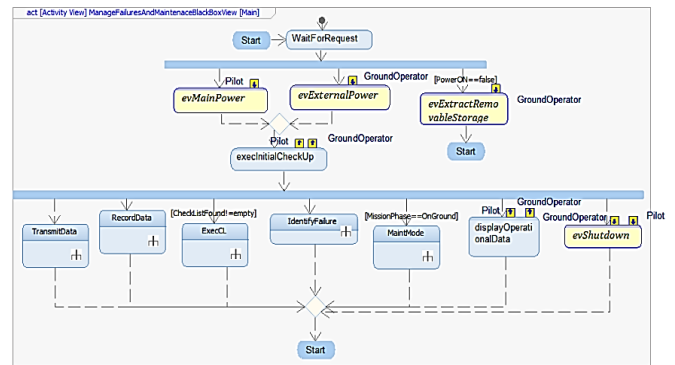 act [Activity View] ManageFailuresAndMaintenaceBlackBoxView [Main]
Start
WaitForRequest
Pilot
GroundOperator
[PowerON==false]
evMainPower
evExternalPower
evExtractRemo
vableStorage
GroundOperator
Pilot
GroundOperator
execInitialCheckUp
Start
GroundOperator
TransmitData
RecordData
[CheckListFound!=empty]
ExecCL
IdentifyFailure
[MissionPhase==OnGround]
MaintMode
Pilot
displayOperati
onalData
GroundOperator
Pilot
evShutdown
Start